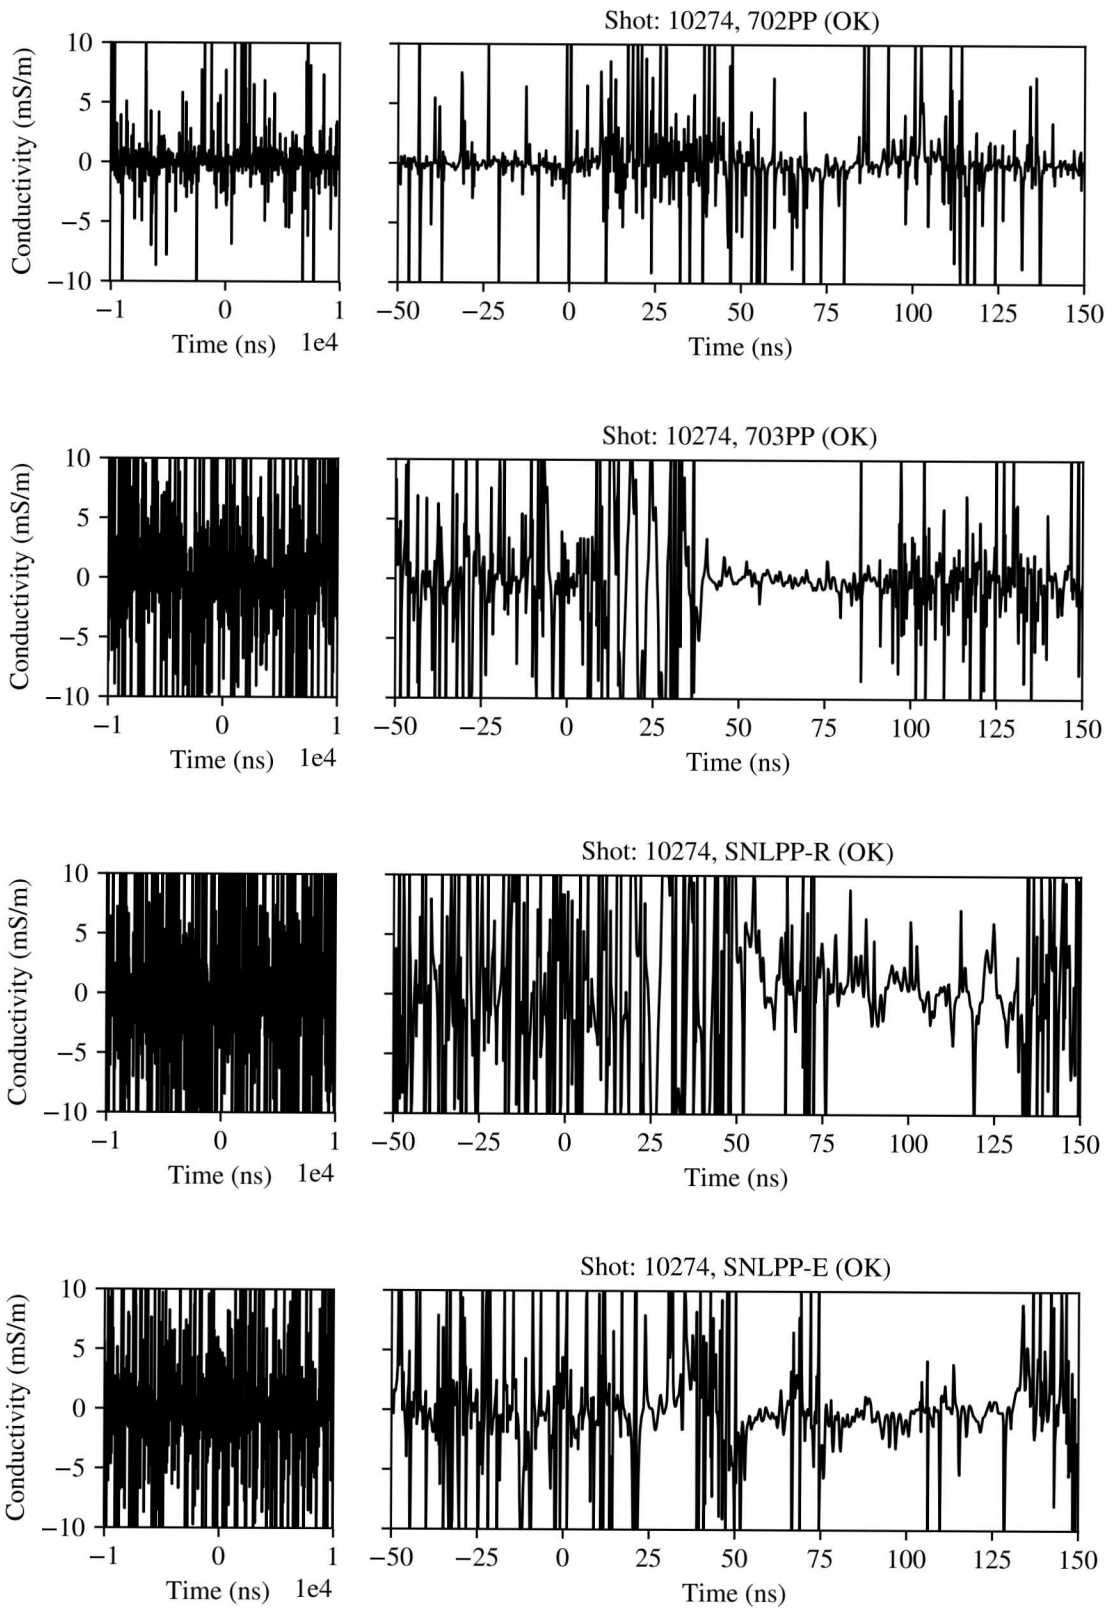 Shot: 10274, 702PP (OK)
Conductivity (mS/m)
10
5
0
−5
−10
−1 0 1
Time (ns) 1e4
−50 −25 0 25 50 75 100 125 150
Time (ns)
Shot: 10274, 703PP (OK)
Conductivity (mS/m)
10
5
0
−5
−10
−1 0 1
Time (ns) 1e4
−50 −25 0 25 50 75 100 125 150
Time (ns)
Shot: 10274, SNLPP-R (OK)
Conductivity (mS/m)
10
5
0
−5
−10
−1 0 1
Time (ns) 1e4
−50 −25 0 25 50 75 100 125 150
Time (ns)
Shot: 10274, SNLPP-E (OK)
Conductivity (mS/m)
10
5
0
−5
−10
−1 0 1
Time (ns) 1e4
−50 −25 0 25 50 75 100 125 150
Time (ns)